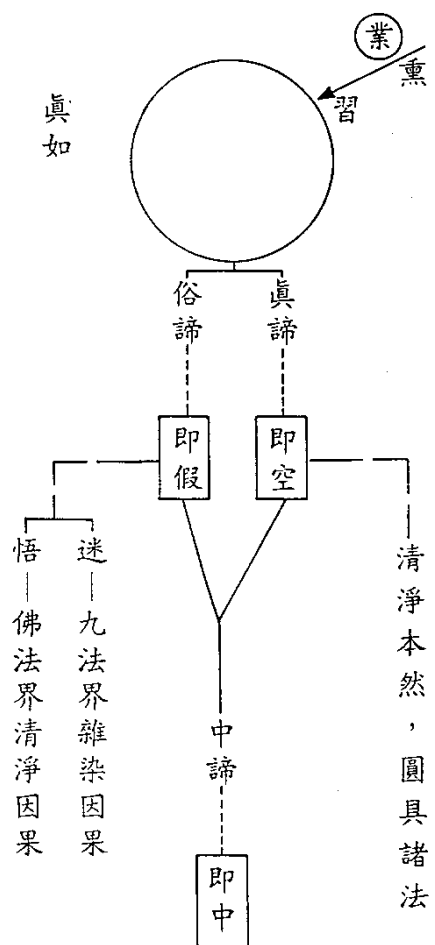 業
熏習
眞如
眞諦
俗諦
即空
即假
清淨本然，圓具諸法
迷—九法界雜染因果
悟—佛法界清淨因果
中諦
即中